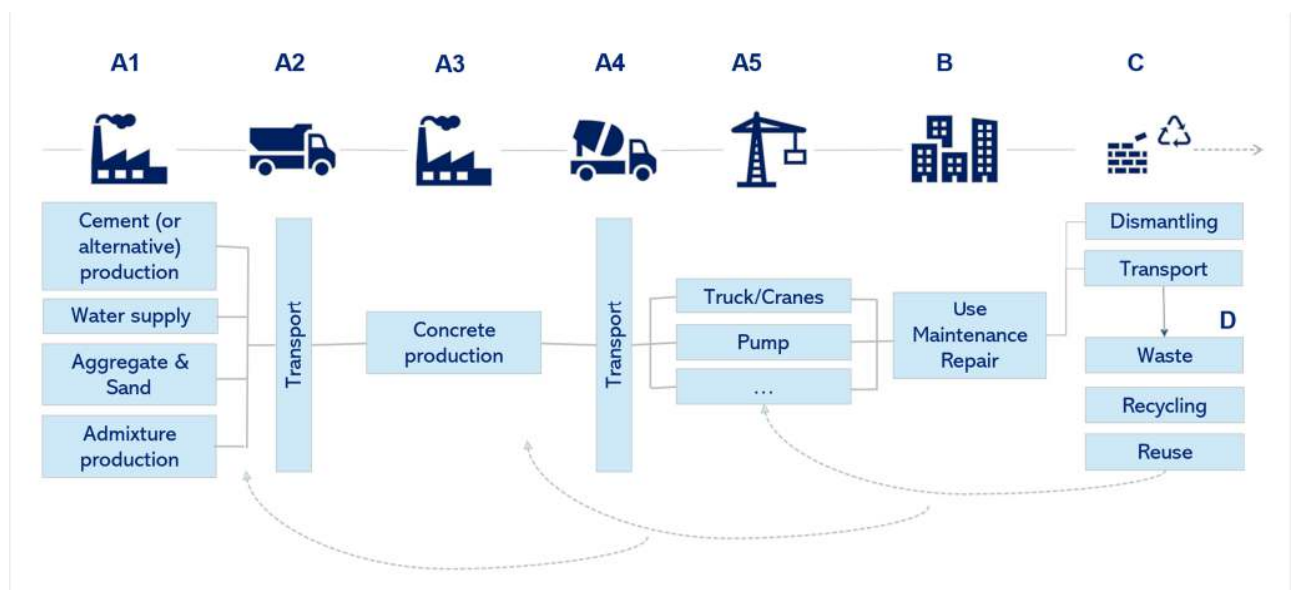 A1
A2
A3
A4
A5
B
C
Cement (or
alternative)
production
Water supply
Aggregate &
Sand
Admixture
production
Transport
Concrete
production
Transport
Truck/Cranes
Pump
...
Use
Maintenance
Repair
Dismantling
Transport
D
Waste
Recycling
Reuse